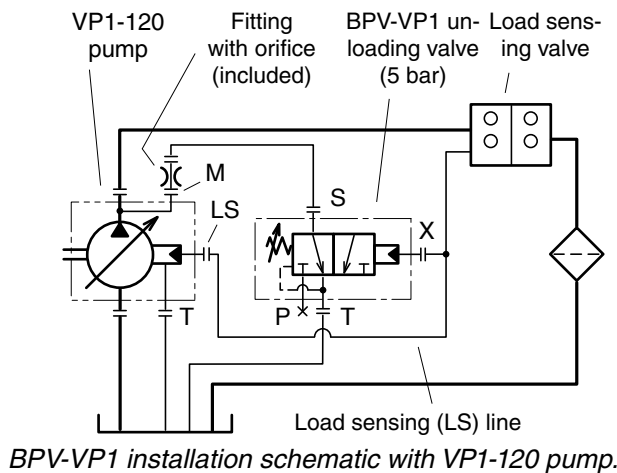 VP1-120
pump
Fitting
with orifice
(included)
BPV-VP1 un-
loading valve
(5 bar)
Load sens-
ing valve
M
LS
S
X
T
P
T
Load sensing (LS) line
BPV-VP1 installation schematic with VP1-120 pump.